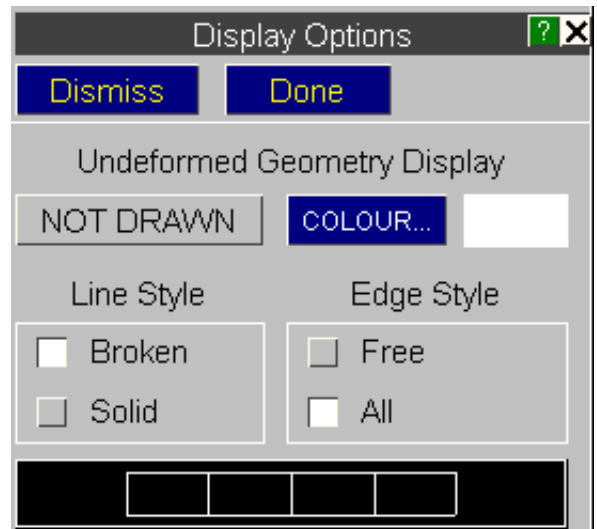 Display Options ?
Dismiss Done
Undeformed Geometry Display
NOT DRAWN COLOUR...
Line Style Edge Style
Broken Free
Solid All